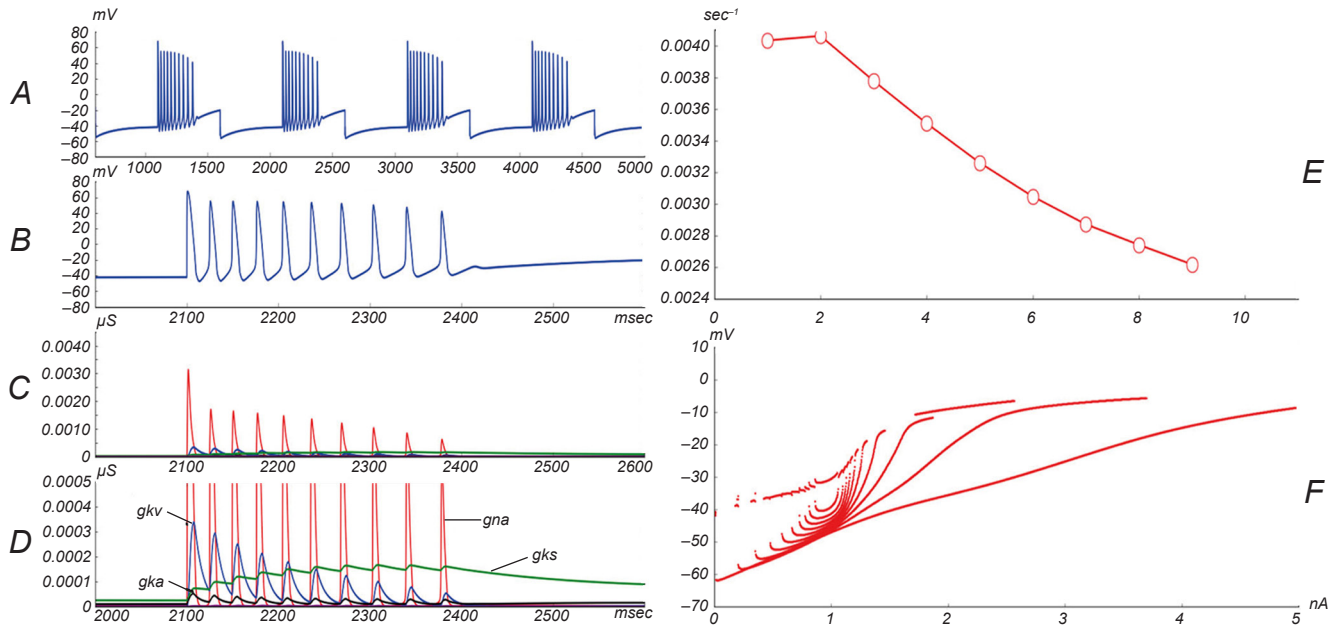 mV
80
60
40
20
0
−20
−40
−60
−80
A
1000 1500 2000 2500 3000 3500 4000 4500 5000
mV
80
60
40
20
0
−20
−40
−60
−80
B
2100 2200 2300 2400 2500 msec
µS
0.0040
0.0030
0.0020
0.0010
0
C
2100 2200 2300 2400 2500 2600
µS
0.0005
0.0004
0.0003
0.0002
0.0001
0
D
gkv
gka
gna
gks
2000 2100 2200 2300 2400 2500 msec
sec⁻¹
0.0040
0.0038
0.0036
0.0034
0.0032
0.0030
0.0028
0.0026
0.0024
E
0 2 4 6 8 10
mV
10
0
−10
−20
−30
−40
−50
−60
−70
F
0 1 2 3 4 5
nA